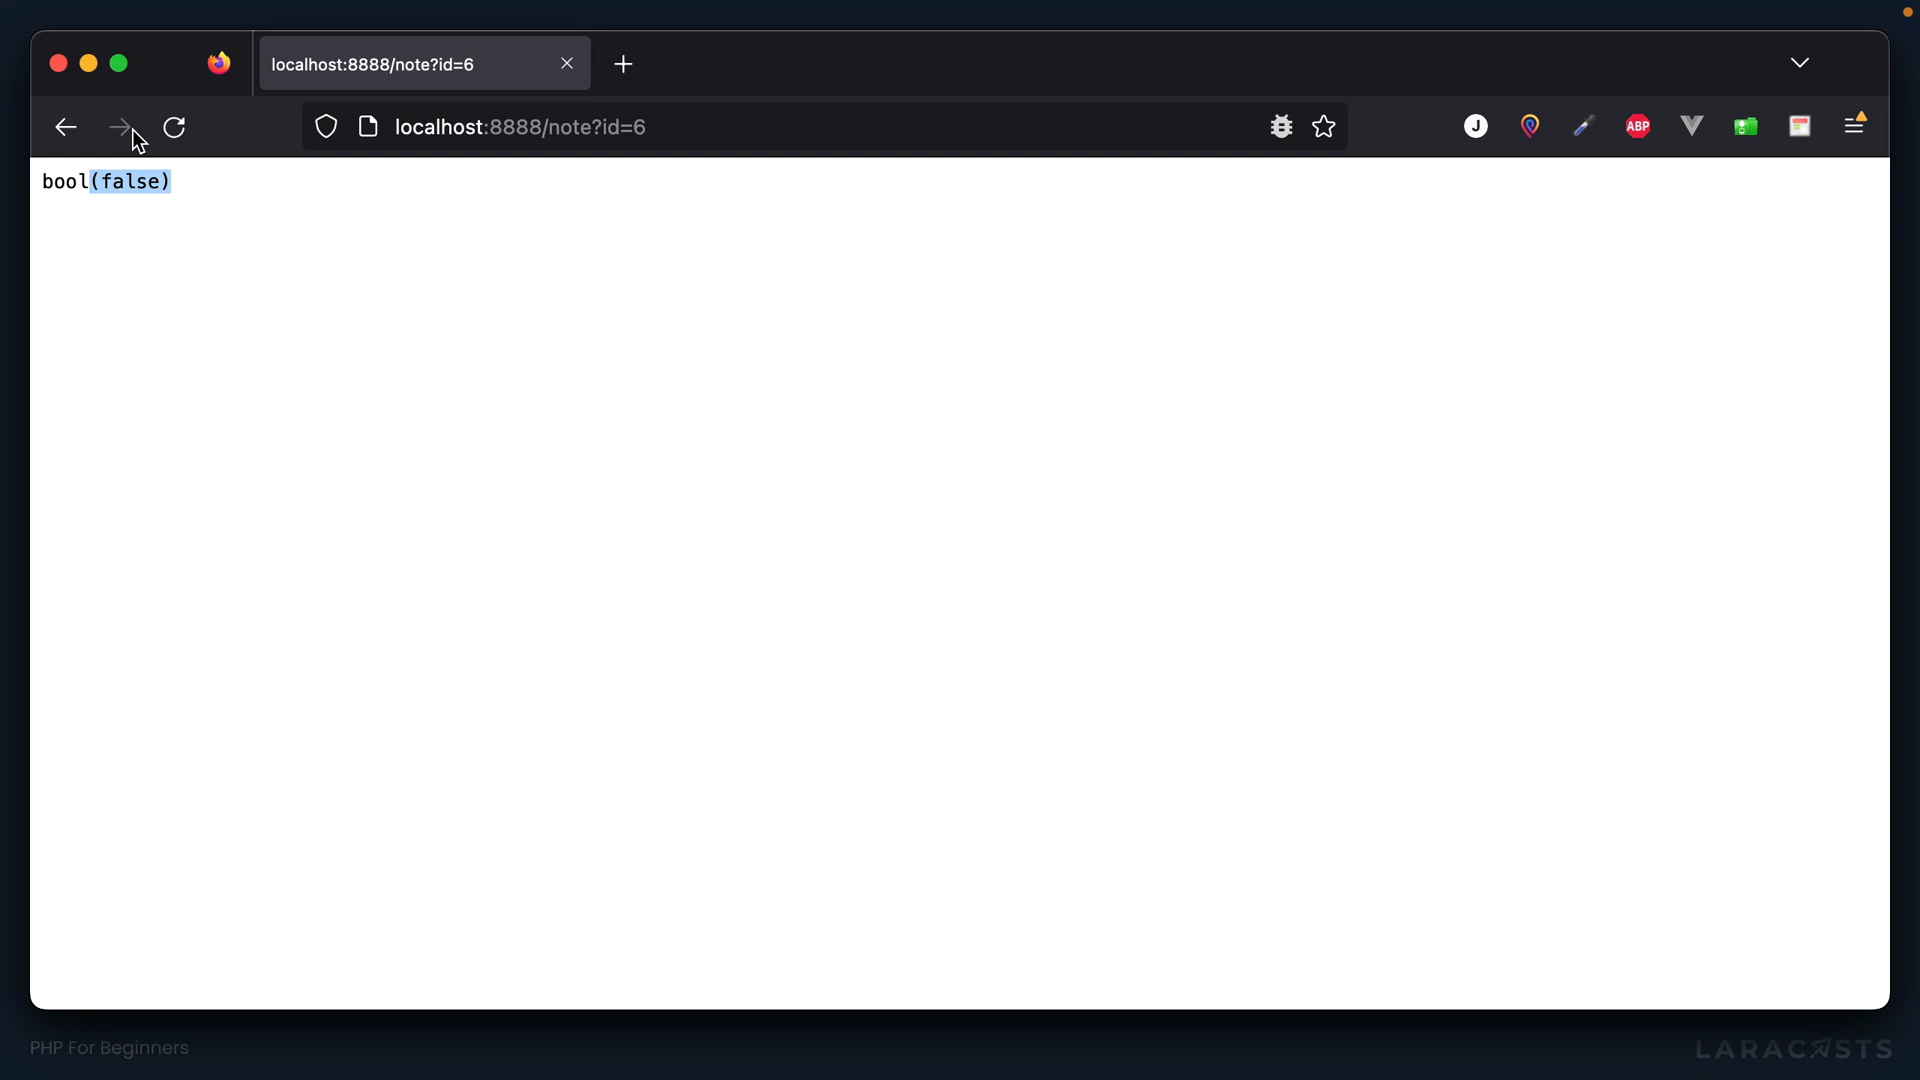 localhost:8888/note?id=6
localhost:8888/note?id=6
J
ABP
bool(false)
PHP For Beginners
LARACASTS